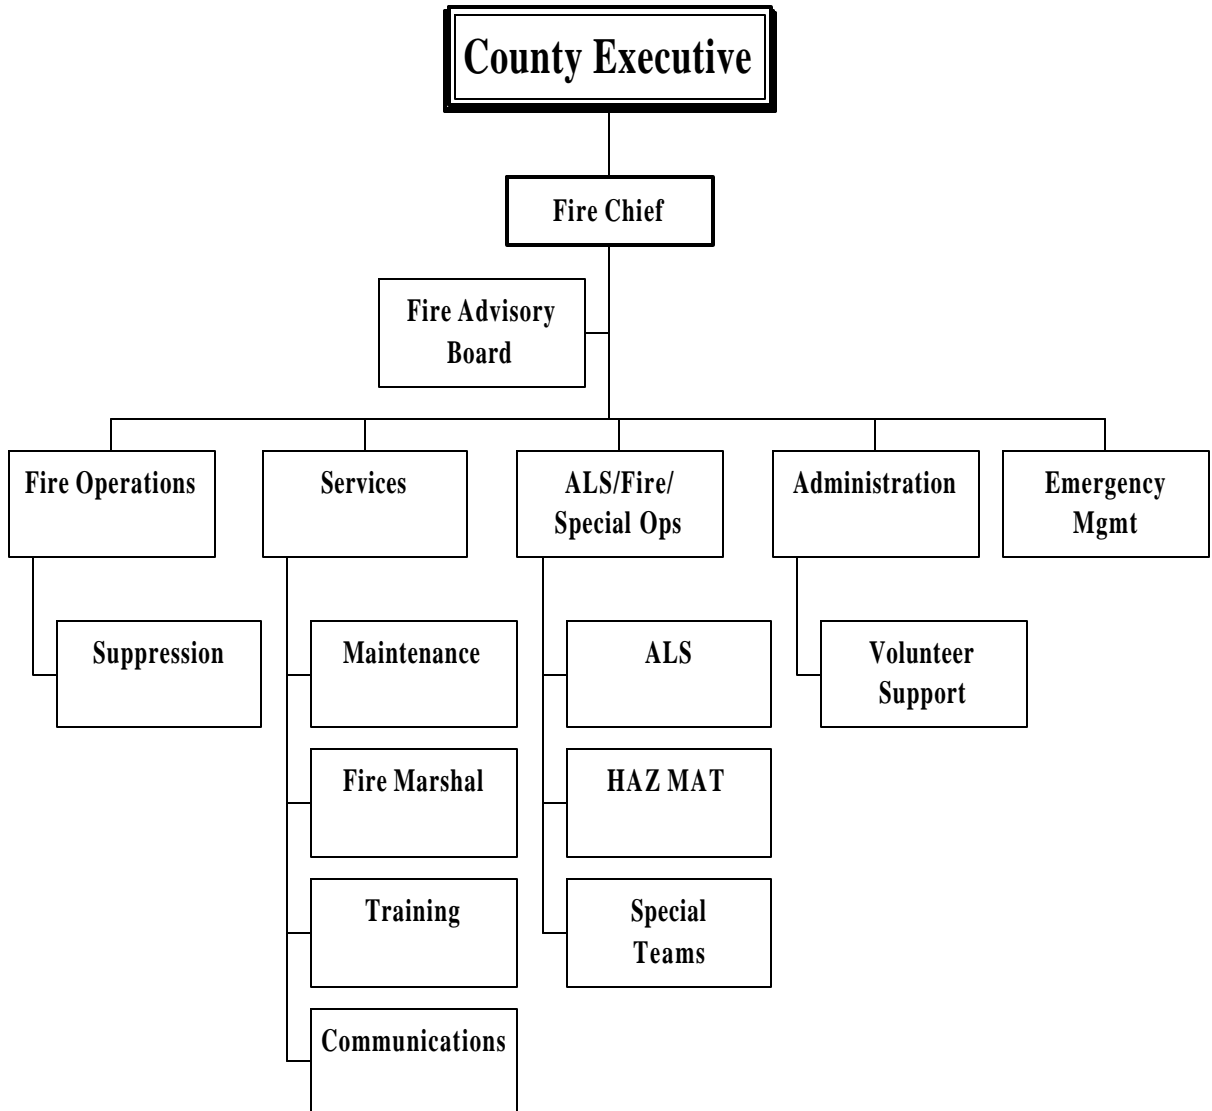 County Executive
Fire Chief
Fire Advisory
Board
Fire Operations
Services
ALS/Fire/
Special Ops
Administration
Emergency
Mgmt
Suppression
Maintenance
ALS
Volunteer
Support
Fire Marshal
HAZ MAT
Training
Special
Teams
Communications